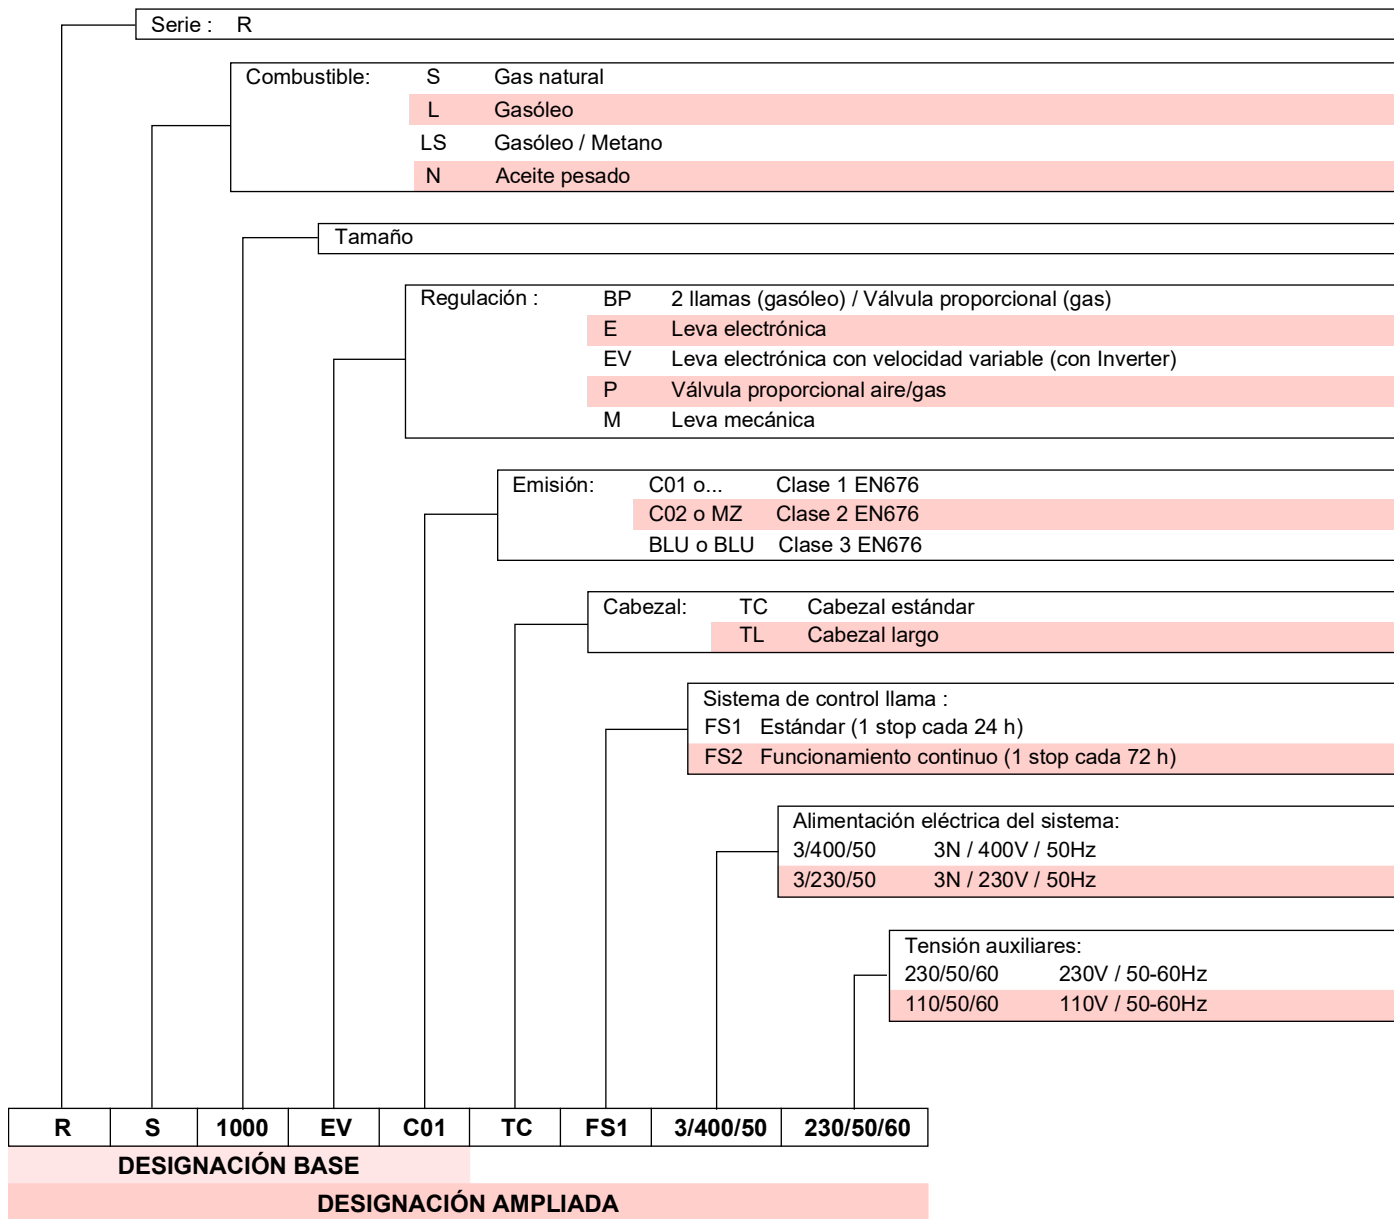 Serie : R
Combustible: S Gas natural
L Gasóleo
LS Gasóleo / Metano
N Aceite pesado
Tamaño
Regulación : BP 2 llamas (gasóleo) / Válvula proporcional (gas)
E Leva electrónica
EV Leva electrónica con velocidad variable (con Inverter)
P Válvula proporcional aire/gas
M Leva mecánica
Emisión: C01 o... Clase 1 EN676
C02 o MZ Clase 2 EN676
BLU o BLU Clase 3 EN676
Cabezal: TC Cabezal estándar
TL Cabezal largo
Sistema de control llama :
FS1 Estándar (1 stop cada 24 h)
FS2 Funcionamiento continuo (1 stop cada 72 h)
Alimentación eléctrica del sistema:
3/400/50 3N / 400V / 50Hz
3/230/50 3N / 230V / 50Hz
Tensión auxiliares:
230/50/60 230V / 50-60Hz
110/50/60 110V / 50-60Hz
R S 1000 EV C01 TC FS1 3/400/50 230/50/60
DESIGNACIÓN BASE
DESIGNACIÓN AMPLIADA